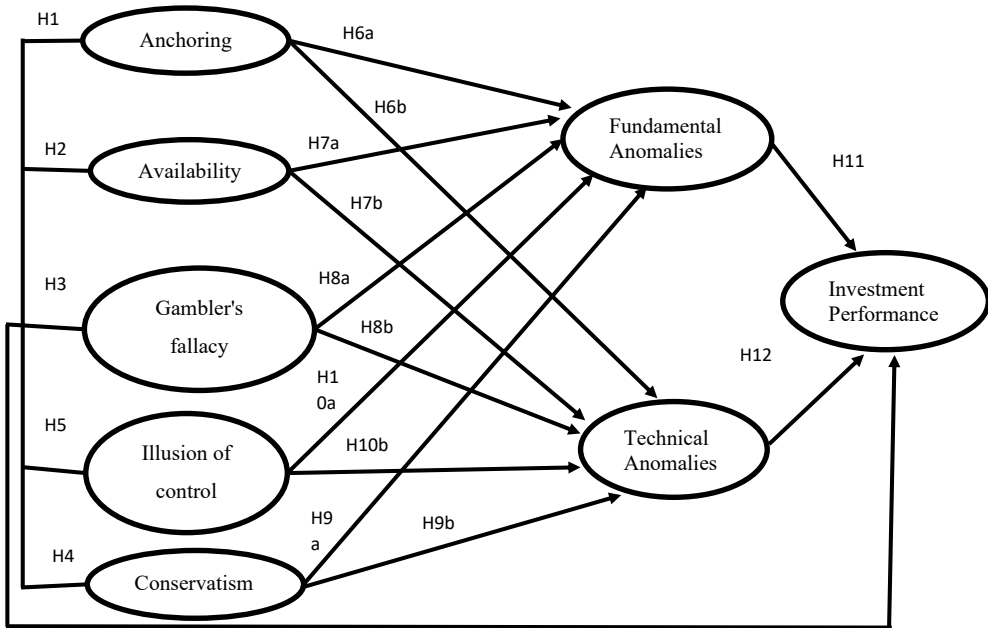 H1
Anchoring
H6a
H6b
Fundamental
Anomalies
H2
Availability
H7a
H7b
H11
H3
Gambler's
fallacy
H8a
H8b
Investment
Performance
H12
H5
Illusion of
control
H1
0a
H10b
Technical
Anomalies
H4
Conservatism
H9
a
H9b